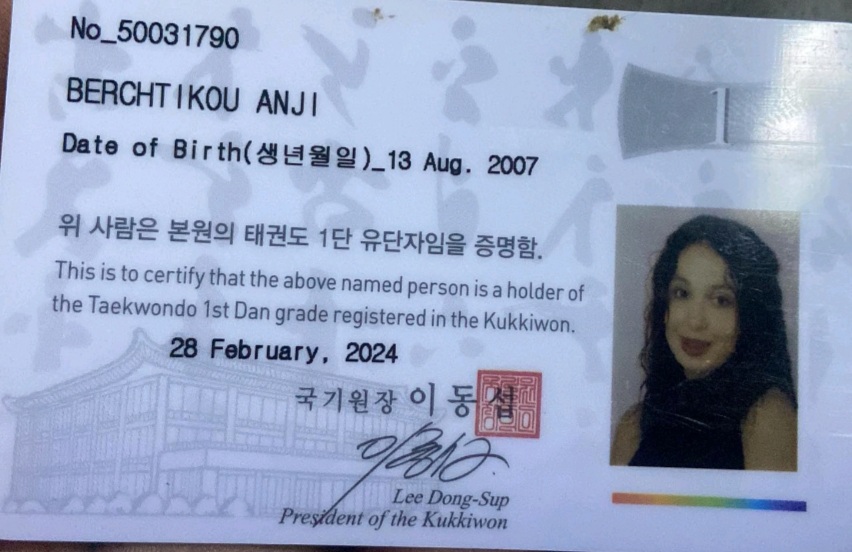 No_50031790
BERCHTIKOU ANJI
1
Date of Birth(생년월일)_13 Aug. 2007
위 사람은 본원의 태권도 1단 유단자임을 증명함.
This is to certify that the above named person is a holder of
the Taekwondo 1st Dan grade registered in the Kukkiwon.
28 February, 2024
국기원장 이동섭
Lee Dong-Sup
President of the Kukkiwon